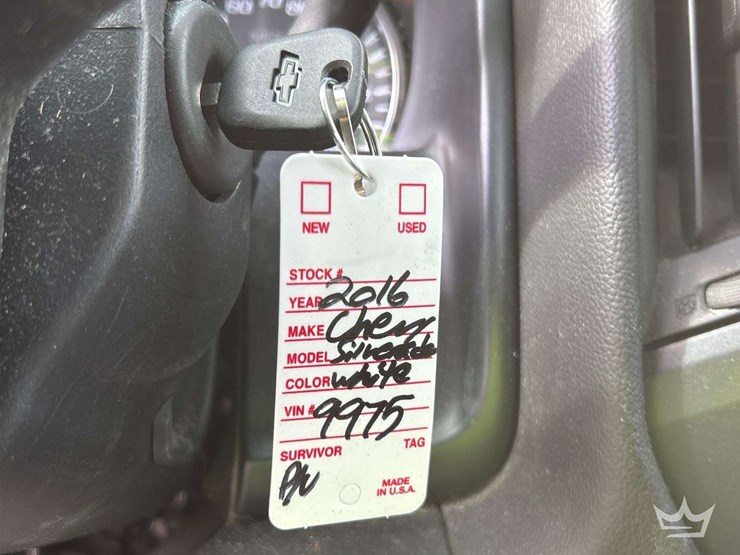 NEW USED
STOCK #
YEAR 2016
MAKE Chevy
MODEL Silverado
COLOR white
VIN # 9975
TAG
SURVIVOR
MADE
IN U.S.A.